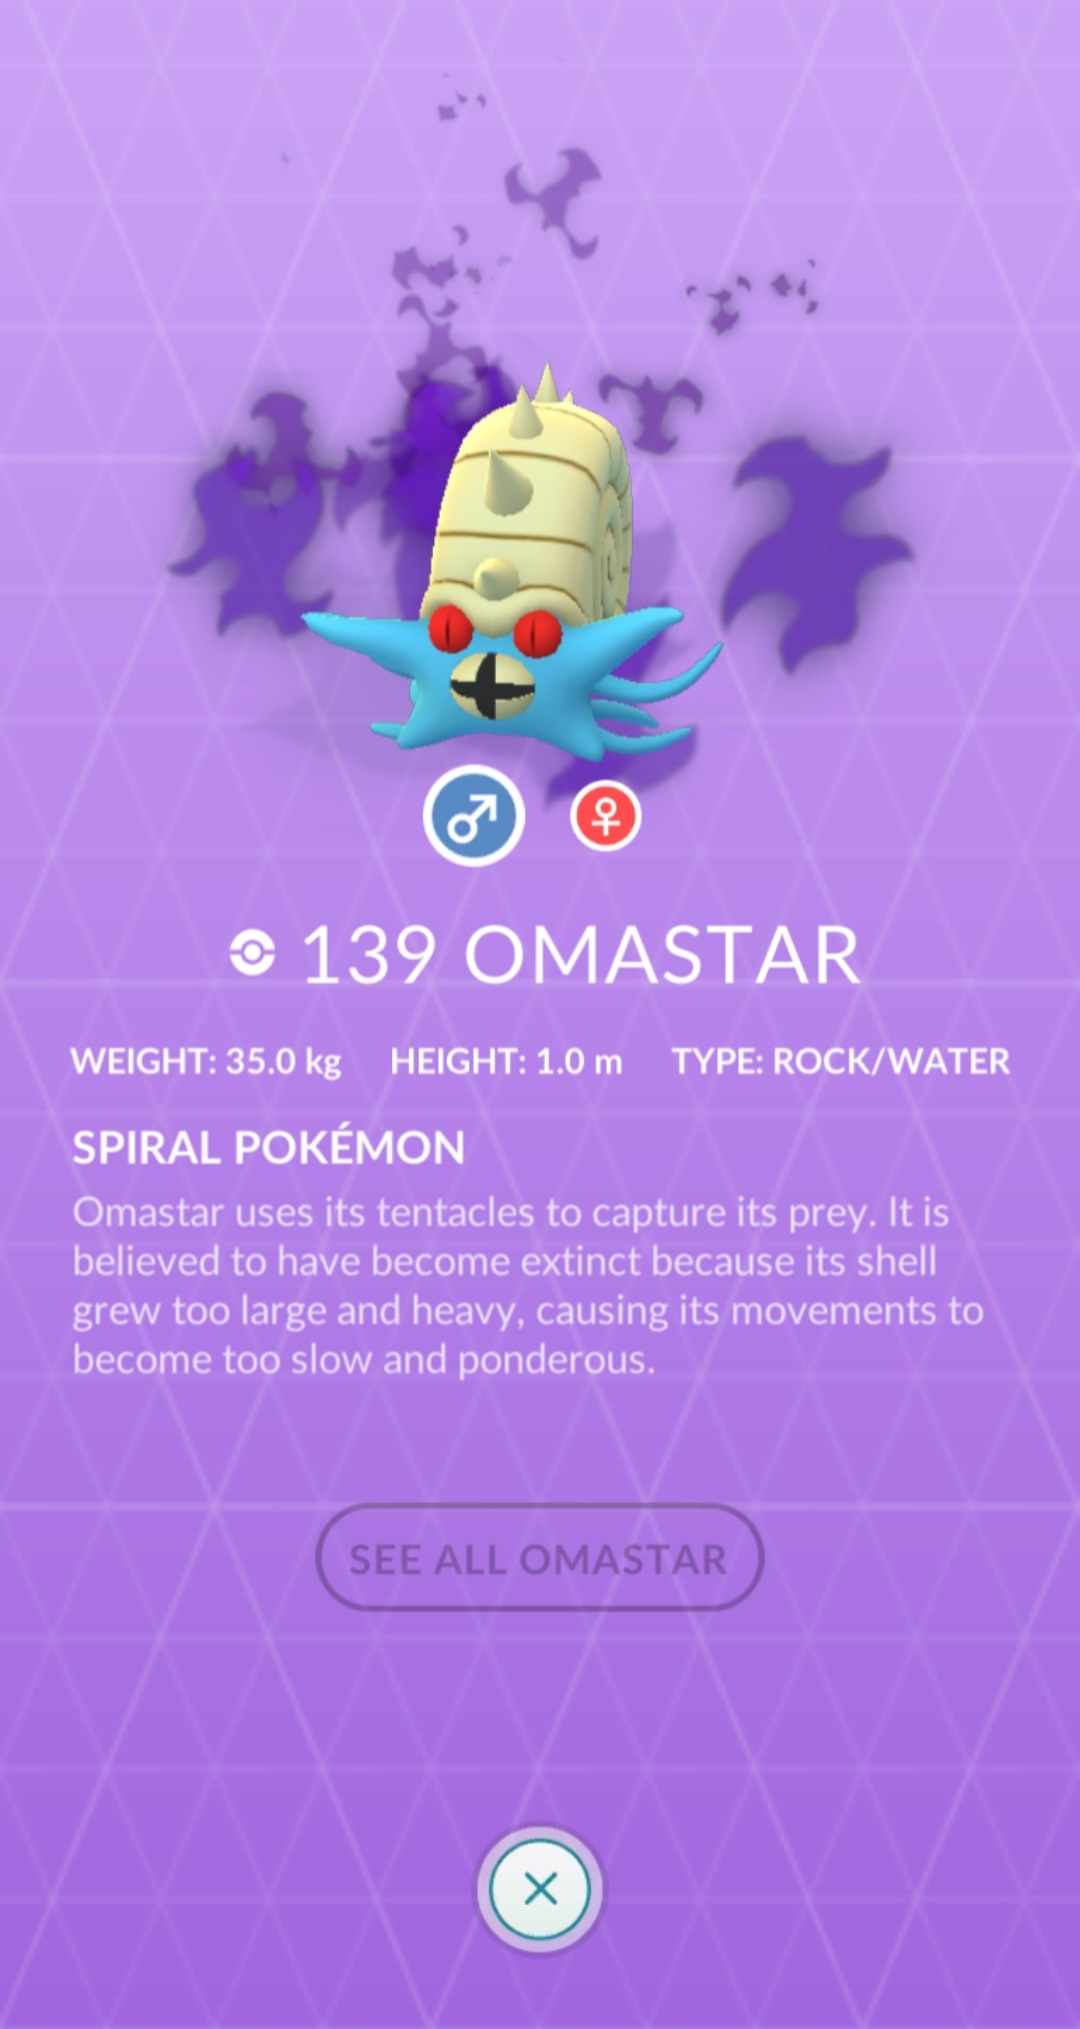 139 OMASTAR
WEIGHT: 35.0 kg HEIGHT: 1.0 m TYPE: ROCK/WATER
SPIRAL POKÉMON
Omastar uses its tentacles to capture its prey. It is
believed to have become extinct because its shell
grew too large and heavy, causing its movements to
become too slow and ponderous.
SEE ALL OMASTAR